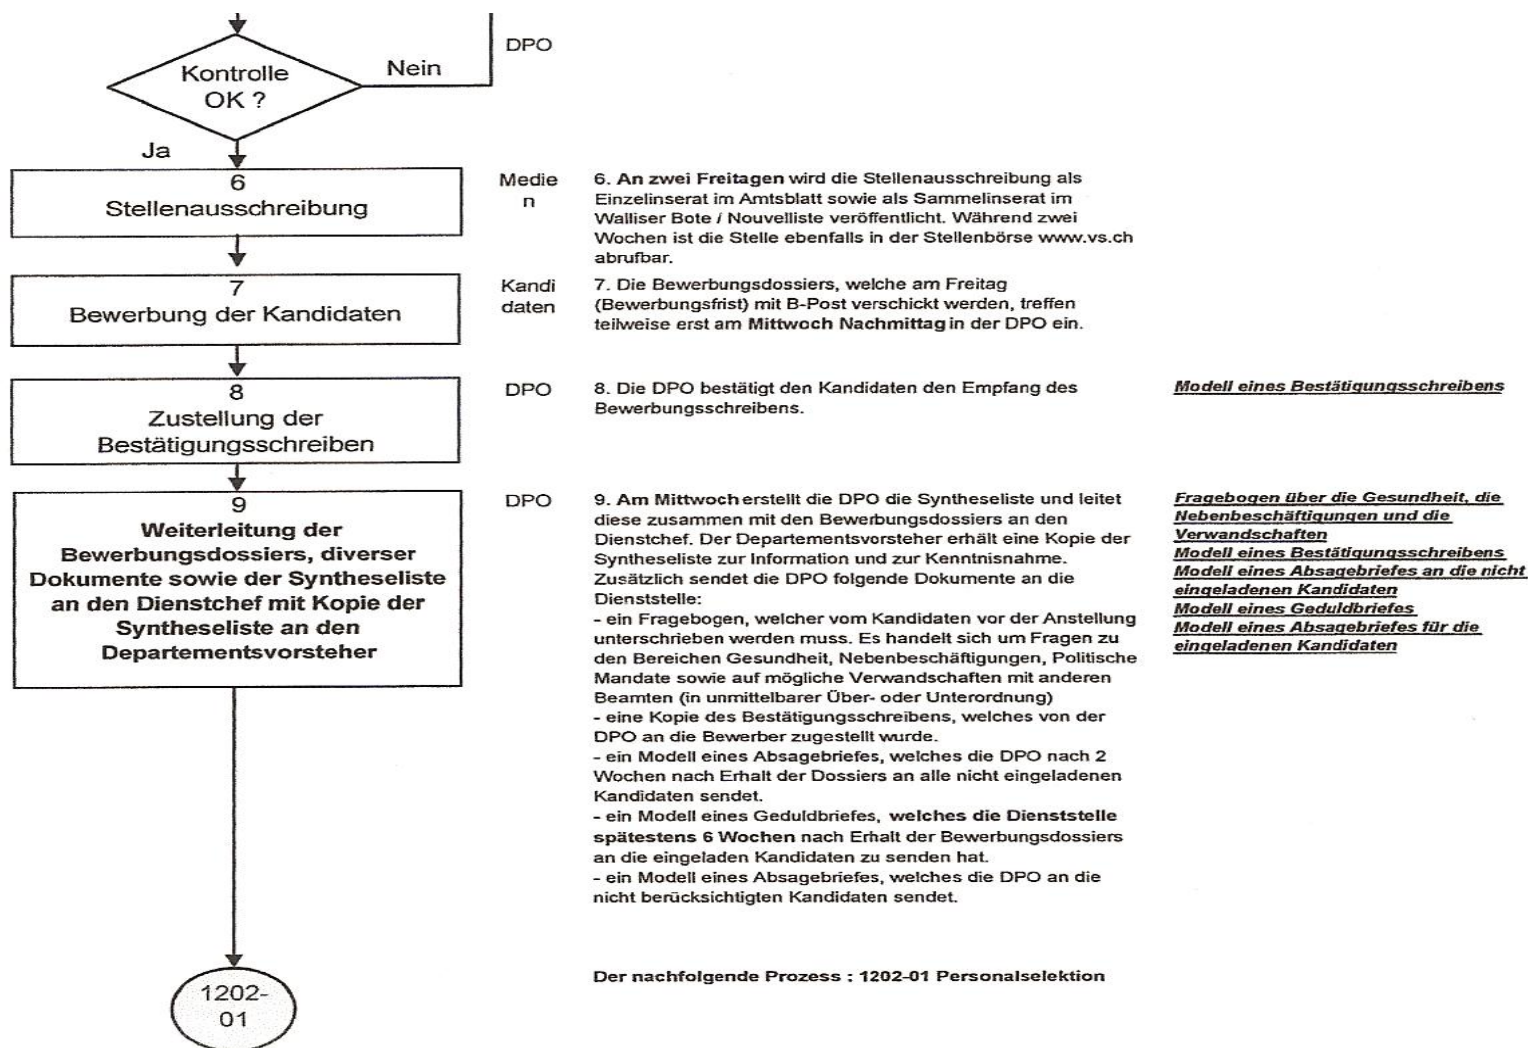 DPO
Kontrolle
OK ?
Nein
Ja
6
Stellenausschreibung
Medie
n
6. An zwei Freitagen wird die Stellenausschreibung als
Einzelinserat im Amtsblatt sowie als Sammelinserat im
Walliser Bote / Nouvelliste veröffentlicht. Während zwei
Wochen ist die Stelle ebenfalls in der Stellenbörse www.vs.ch
abrufbar.
7
Bewerbung der Kandidaten
Kandi
daten
7. Die Bewerbungsdossiers, welche am Freitag
(Bewerbungsfrist) mit B-Post verschickt werden, treffen
teilweise erst am Mittwoch Nachmittag in der DPO ein.
8
Zustellung der
Bestätigungsschreiben
DPO
8. Die DPO bestätigt den Kandidaten den Empfang des
Bewerbungsschreibens.
Modell eines Bestätigungsschreibens
9
Weiterleitung der
Bewerbungsdossiers, diverser
Dokumente sowie der Syntheseliste
an den Dienstchef mit Kopie der
Syntheseliste an den
Departementsvorsteher
DPO
9. Am Mittwoch erstellt die DPO die Syntheseliste und leitet
diese zusammen mit den Bewerbungsdossiers an den
Dienstchef. Der Departementsvorsteher erhält eine Kopie der
Syntheseliste zur Information und zur Kenntnisnahme.
Zusätzlich sendet die DPO folgende Dokumente an die
Dienststelle:
- ein Fragebogen, welcher vom Kandidaten vor der Anstellung
unterschrieben werden muss. Es handelt sich um Fragen zu
den Bereichen Gesundheit, Nebenbeschäftigungen, Politische
Mandate sowie auf mögliche Verwandschaften mit anderen
Beamten (in unmittelbarer Über- oder Unterordnung)
- eine Kopie des Bestätigungsschreibens, welches von der
DPO an die Bewerber zugestellt wurde.
- ein Modell eines Absagebriefes, welches die DPO nach 2
Wochen nach Erhalt der Dossiers an alle nicht eingeladenen
Kandidaten sendet.
- ein Modell eines Geduldbriefes, welches die Dienststelle
spätestens 6 Wochen nach Erhalt der Bewerbungsdossiers
an die eingeladen Kandidaten zu senden hat.
- ein Modell eines Absagebriefes, welches die DPO an die
nicht berücksichtigten Kandidaten sendet.
Fragebogen über die Gesundheit, die
Nebenbeschäftigungen und die
Verwandschaften
Modell eines Bestätigungsschreibens
Modell eines Absagebriefes an die nicht
eingeladenen Kandidaten
Modell eines Geduldbriefes
Modell eines Absagebriefes für die
eingeladenen Kandidaten
Der nachfolgende Prozess : 1202-01 Personalselektion
1202-
01